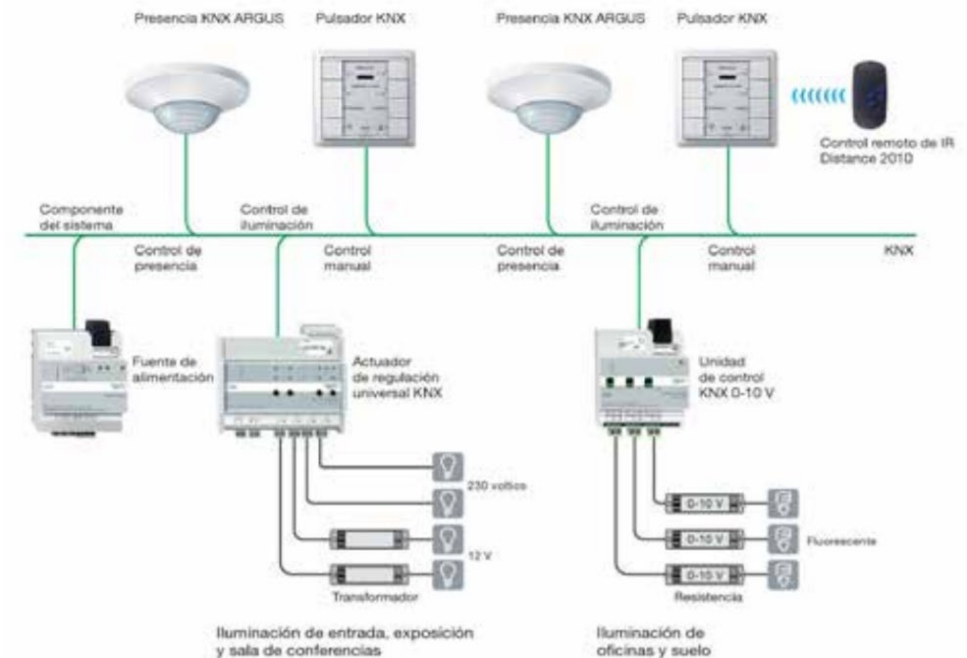 Presencia KNX ARGUS
Pulsador KNX
Presencia KNX ARGUS
Pulsador KNX
Control remoto de IR
Distance 2010
Componente
del sistema
Control de
iluminación
Control de
iluminación
Control de
presencia
Control
manual
Control de
presencia
Control
manual
KNX
Fuente de
alimentación
Actuador
de regulación
universal KNX
Unidad
de control
KNX 0-10 V
230 voltios
12 V
Transformador
0-10 V
0-10 V
0-10 V
Fluorescente
Resistencia
Iluminación de entrada, exposición
y sala de conferencias
Iluminación de
oficinas y suelo